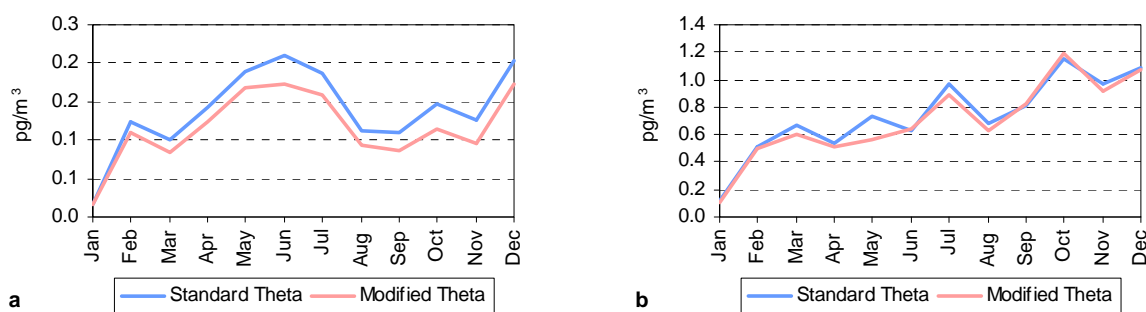 0.3
0.2
0.2
0.1
0.1
0.0
pg/m³
Jan
Feb
Mar
Apr
May
Jun
Jul
Aug
Sep
Oct
Nov
Dec
Standard Theta
Modified Theta
a
1.4
1.2
1.0
0.8
0.6
0.4
0.2
0.0
pg/m³
Jan
Feb
Mar
Apr
May
Jun
Jul
Aug
Sep
Oct
Nov
Dec
Standard Theta
Modified Theta
b